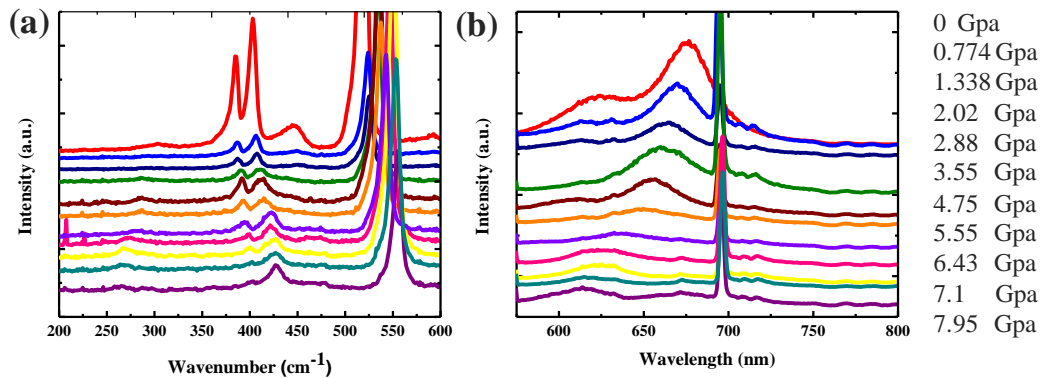 (a)
Intensity (a.u.)
200 250 300 350 400 450 500 550 600
Wavenumber (cm-1)
(b)
Intensity (a.u.)
600 650 700 750 800
Wavelength (nm)
0 Gpa
0.774 Gpa
1.338 Gpa
2.02 Gpa
2.88 Gpa
3.55 Gpa
4.75 Gpa
5.55 Gpa
6.43 Gpa
7.1 Gpa
7.95 Gpa